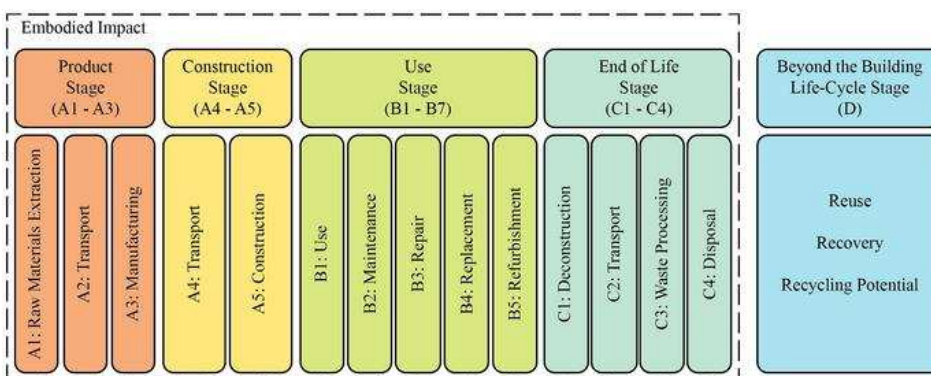 Embodied Impact
Product
Stage
(A1 - A3)
Construction
Stage
(A4 - A5)
Use
Stage
(B1 - B7)
End of Life
Stage
(C1 - C4)
Beyond the Building
Life-Cycle Stage
(D)
A1: Raw Materials Extraction
A2: Transport
A3: Manufacturing
A4: Transport
A5: Construction
B1: Use
B2: Maintenance
B3: Repair
B4: Replacement
B5: Refurbishment
C1: Deconstruction
C2: Transport
C3: Waste Processing
C4: Disposal
Reuse
Recovery
Recycling Potential